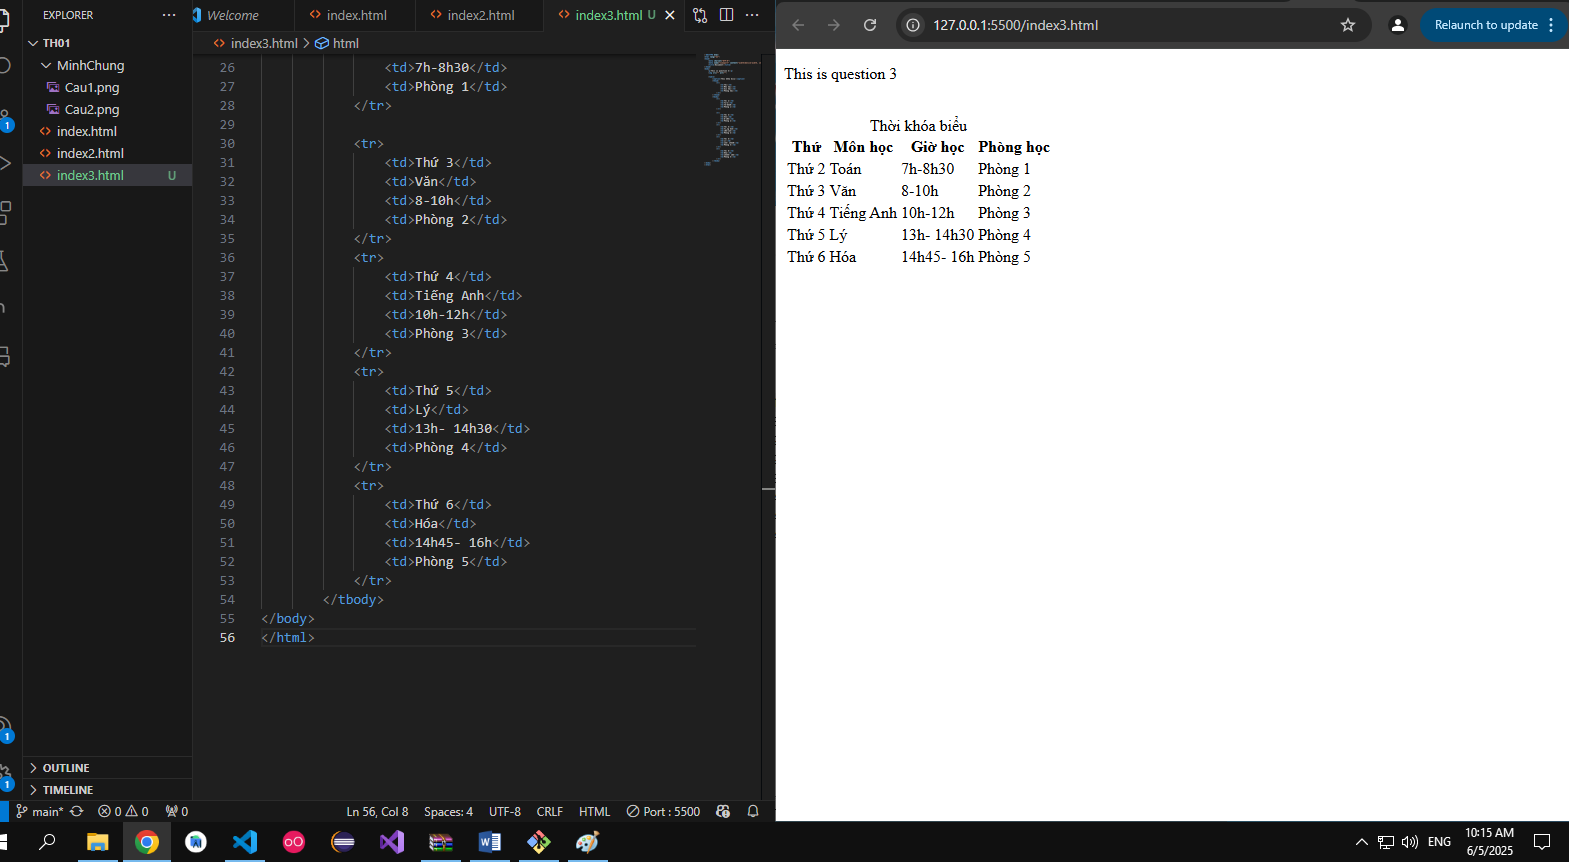 EXPLORER
TH01
MinhChung
Cau1.png
Cau2.png
index.html
index2.html
index3.html U
OUTLINE
TIMELINE
Welcome
index.html
index2.html
index3.html U
index3.html > html
26 <td>7h-8h30</td>
27 <td>Phòng 1</td>
28 </tr>
29
30 <tr>
31 <td>Thứ 3</td>
32 <td>Văn</td>
33 <td>8-10h</td>
34 <td>Phòng 2</td>
35 </tr>
36 <tr>
37 <td>Thứ 4</td>
38 <td>Tiếng Anh</td>
39 <td>10h-12h</td>
40 <td>Phòng 3</td>
41 </tr>
42 <tr>
43 <td>Thứ 5</td>
44 <td>Lý</td>
45 <td>13h- 14h30</td>
46 <td>Phòng 4</td>
47 </tr>
48 <tr>
49 <td>Thứ 6</td>
50 <td>Hóa</td>
51 <td>14h45- 16h</td>
52 <td>Phòng 5</td>
53 </tr>
54 </tbody>
55 </body>
56 </html>
1
1
1
main* 0 0 0 Ln 56, Col 8 Spaces: 4 UTF-8 CRLF HTML Port : 5500
127.0.0.1:5500/index3.html
Relaunch to update
This is question 3
Thời khóa biểu
Thứ Môn học Giờ học Phòng học
Thứ 2 Toán 7h-8h30 Phòng 1
Thứ 3 Văn 8-10h Phòng 2
Thứ 4 Tiếng Anh 10h-12h Phòng 3
Thứ 5 Lý 13h- 14h30 Phòng 4
Thứ 6 Hóa 14h45- 16h Phòng 5
ENG
10:15 AM
6/5/2025